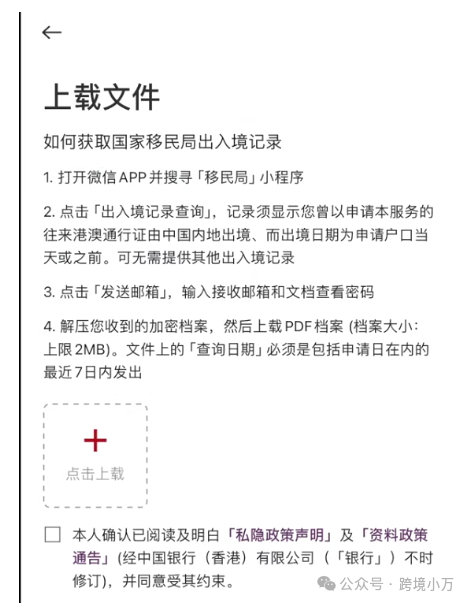 上载文件
如何获取国家移民局出入境记录
1. 打开微信APP并搜寻「移民局」小程序
2. 点击「出入境记录查询」，记录须显示您曾以申请本服务的
往来港澳通行证由中国内地出境、而出境日期为申请户口当
天或之前。可无需提供其他出入境记录
3. 点击「发送邮箱」，输入接收邮箱和文档查看密码
4. 解压您收到的加密档案，然后上载PDF档案 (档案大小：
上限2MB)。文件上的「查询日期」必须是包括申请日在内的
最近7日内发出
点击上载
本人确认已阅读及明白「私隐政策声明」及「资料政策
通告」(经中国银行（香港）有限公司（「银行」）不时
修订)，并同意受其约束。
公众号 · 跨境小万